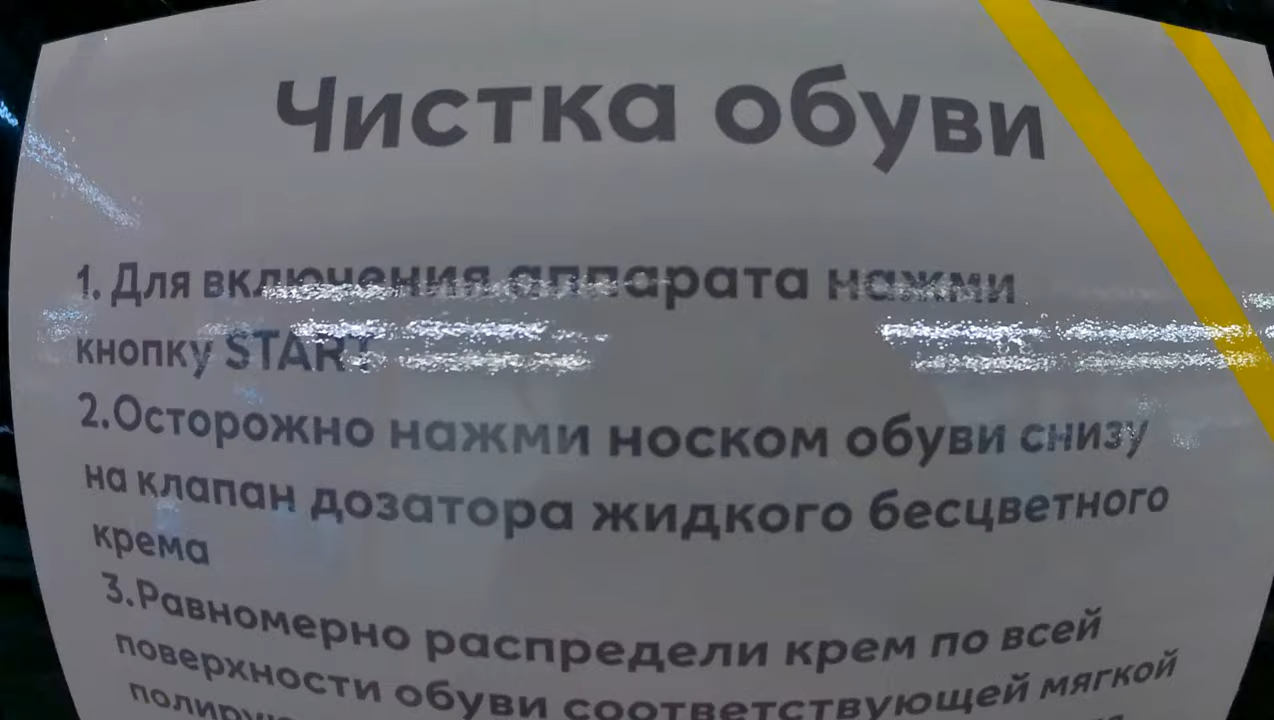 Чистка обуви
1. Для включения аппарата нажми
кнопку START
2.Осторожно нажми носком обуви снизу
на клапан дозатора жидкого бесцветного
крема
3.Равномерно распредели крем по всей
поверхности обуви соответствующей мягкой